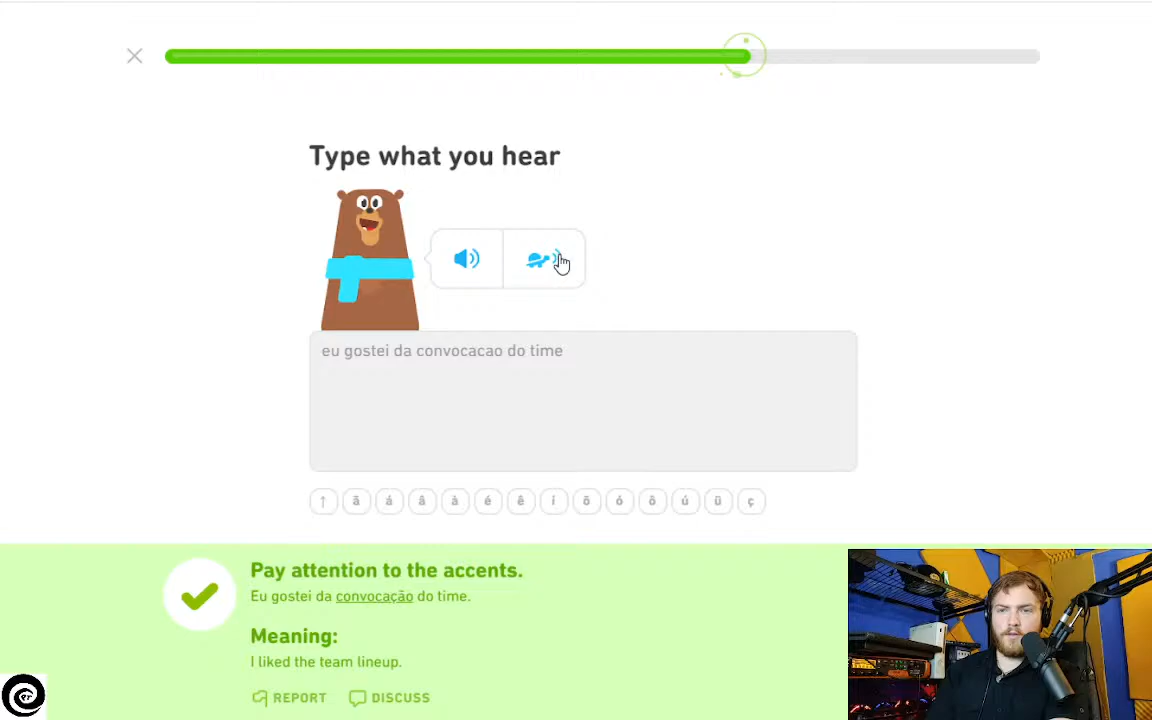 Type what you hear
eu gostei da convocacao do time
↑ ã á â à é ê í õ ó ô ú ü ç
Pay attention to the accents.
Eu gostei da convocação do time.
Meaning:
I liked the team lineup.
REPORT DISCUSS